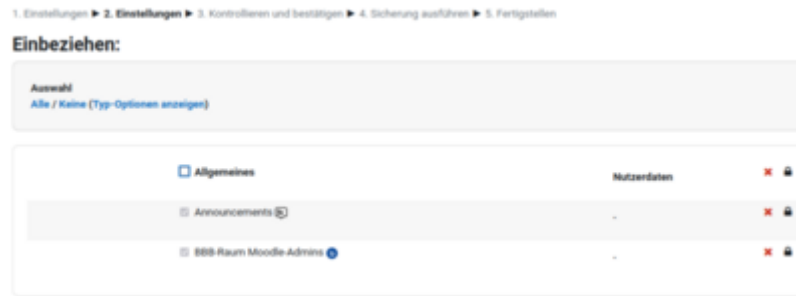 1. Einstellungen ► 2. Einstellungen ► 3. Kontrollieren und bestätigen ► 4. Sicherung ausführen ► 5. Fertigstellen
Einbeziehen:
Auswahl
Alle / Keine (Typ-Optionen anzeigen)
Allgemeines Nutzerdaten
Announcements -
BBB-Raum Moodle-Admins b -